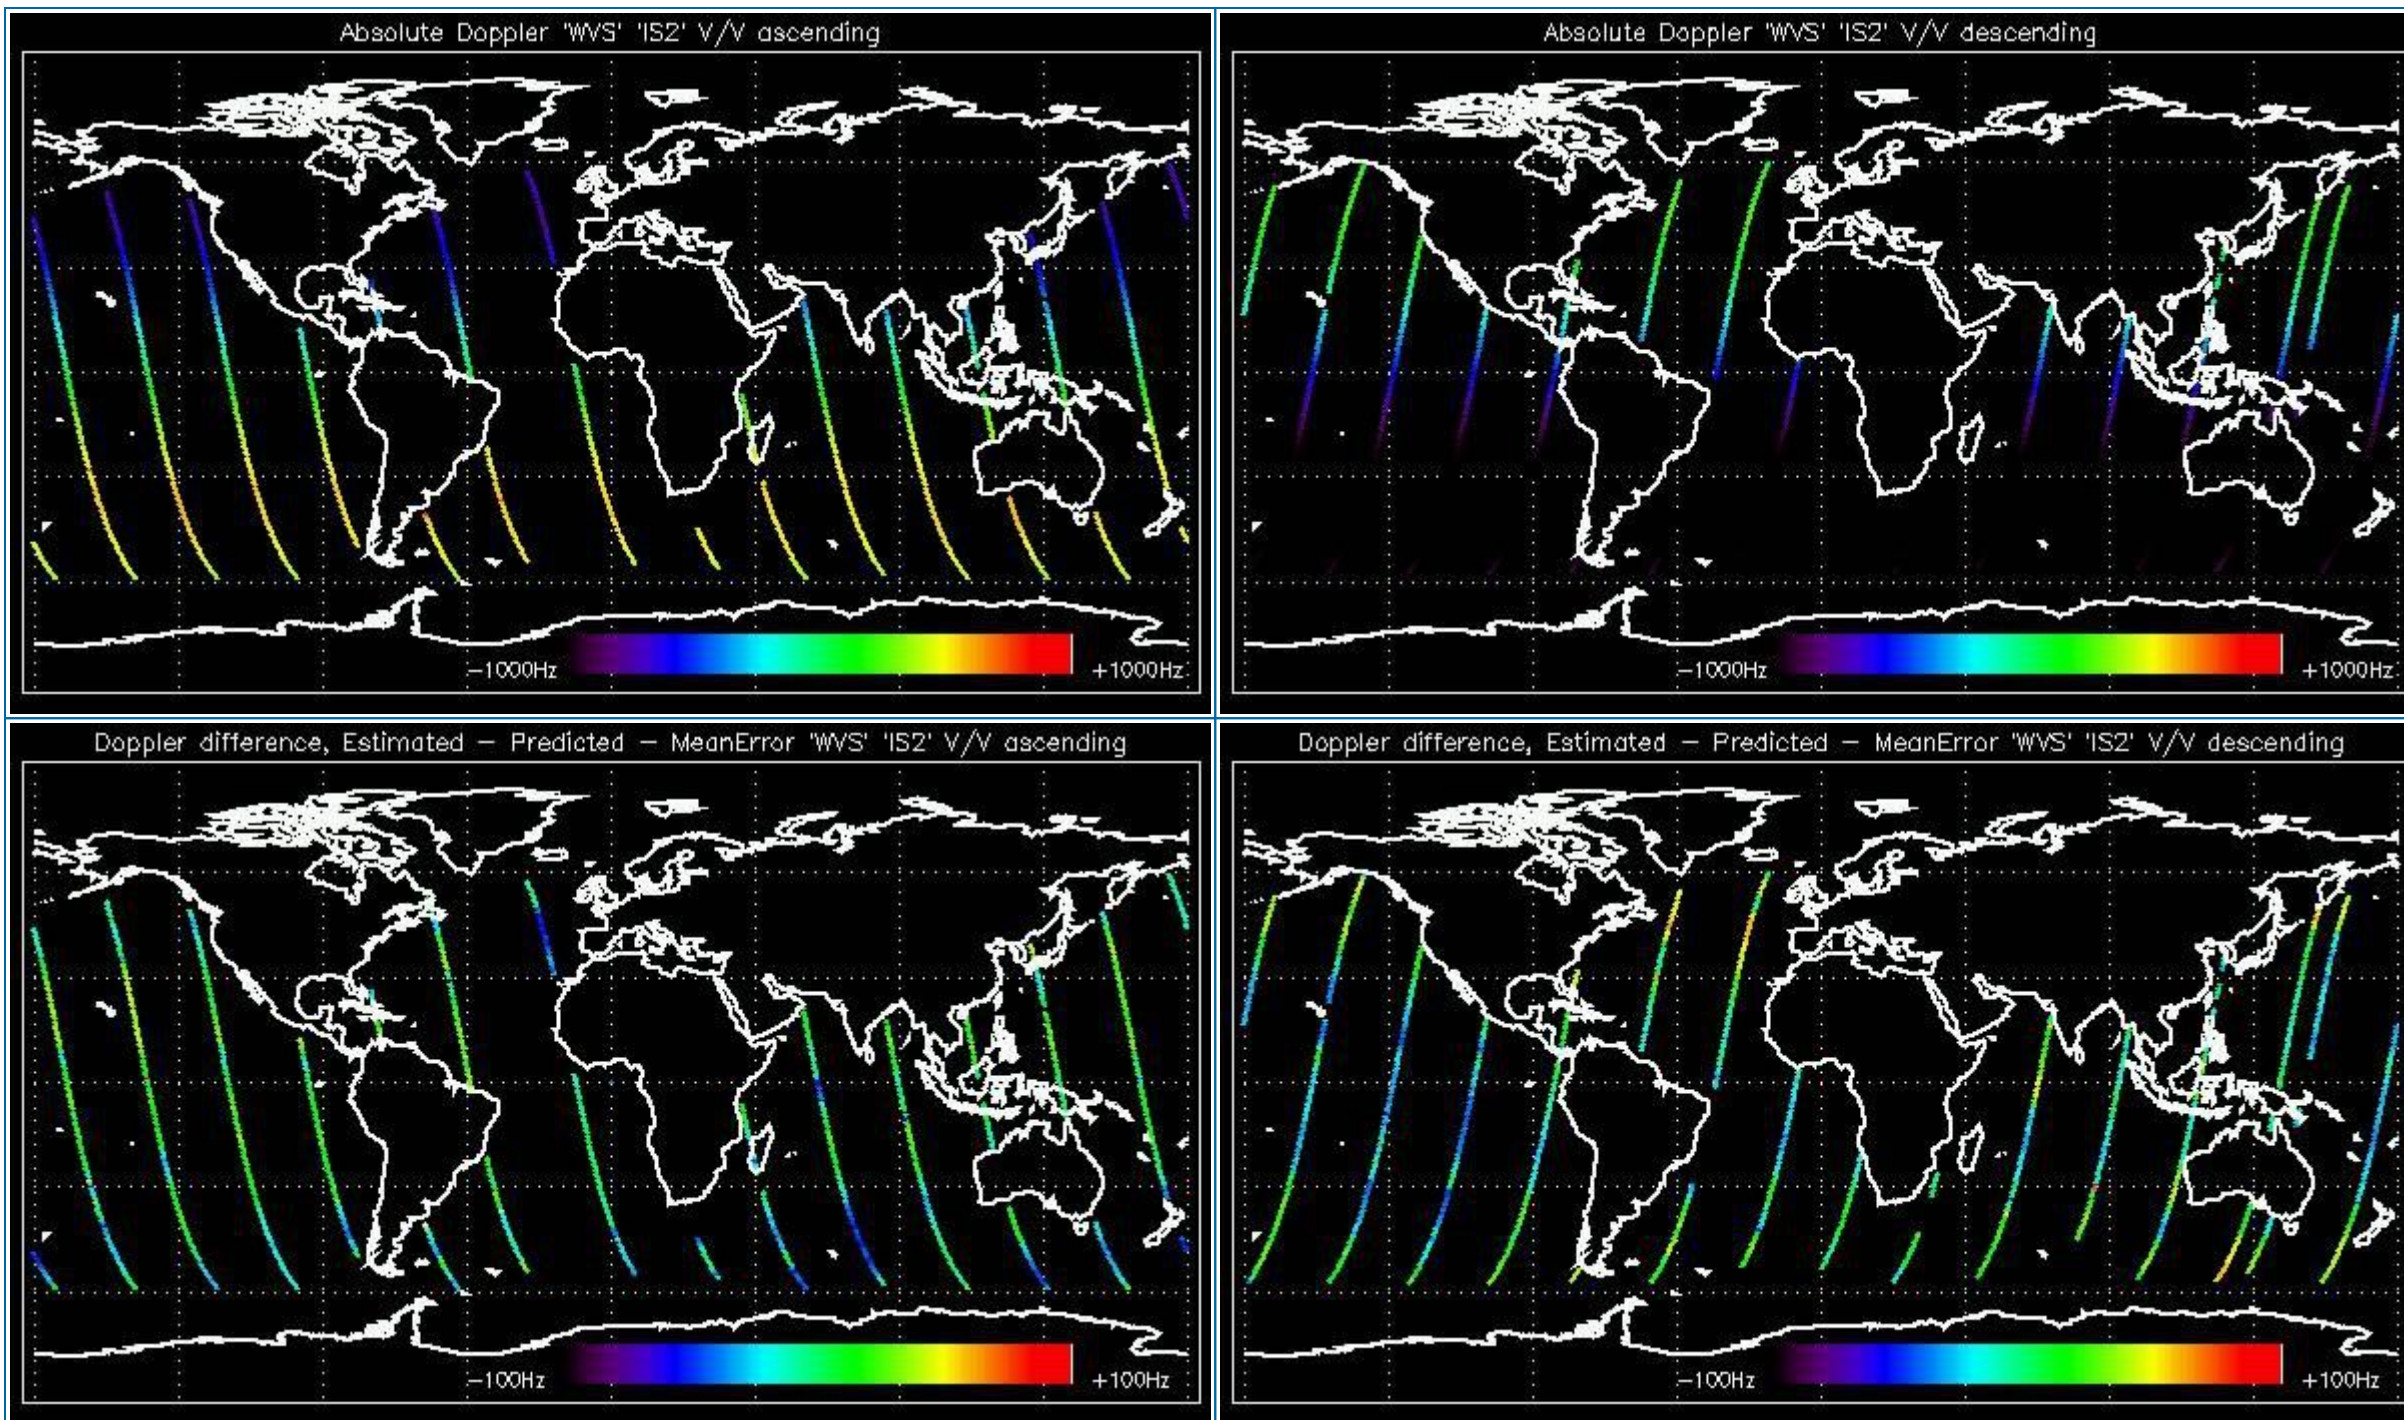 Absolute Doppler 'WVS' 'IS2' V/V ascending
-1000Hz +1000Hz
Absolute Doppler 'WVS' 'IS2' V/V descending
-1000Hz +1000Hz
Doppler difference, Estimated - Predicted - MeanError 'WVS' 'IS2' V/V ascending
-100Hz +100Hz
Doppler difference, Estimated - Predicted - MeanError 'WVS' 'IS2' V/V descending
-100Hz +100Hz